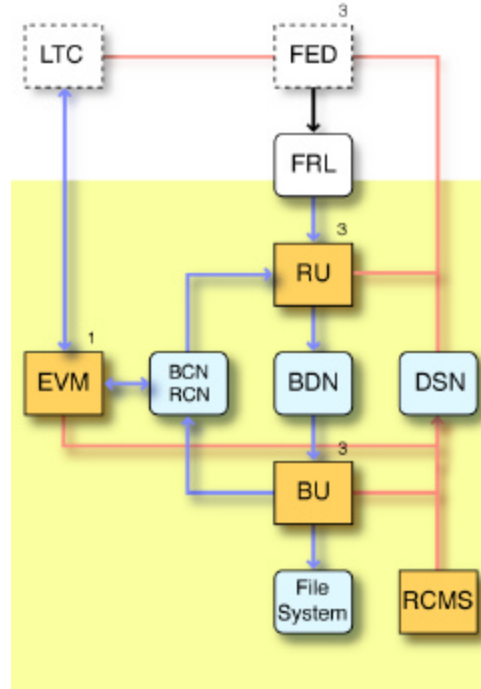 3
LTC
FED
FRL
3
RU
1
EVM
BCN
RCN
BDN
DSN
3
BU
File
System
RCMS